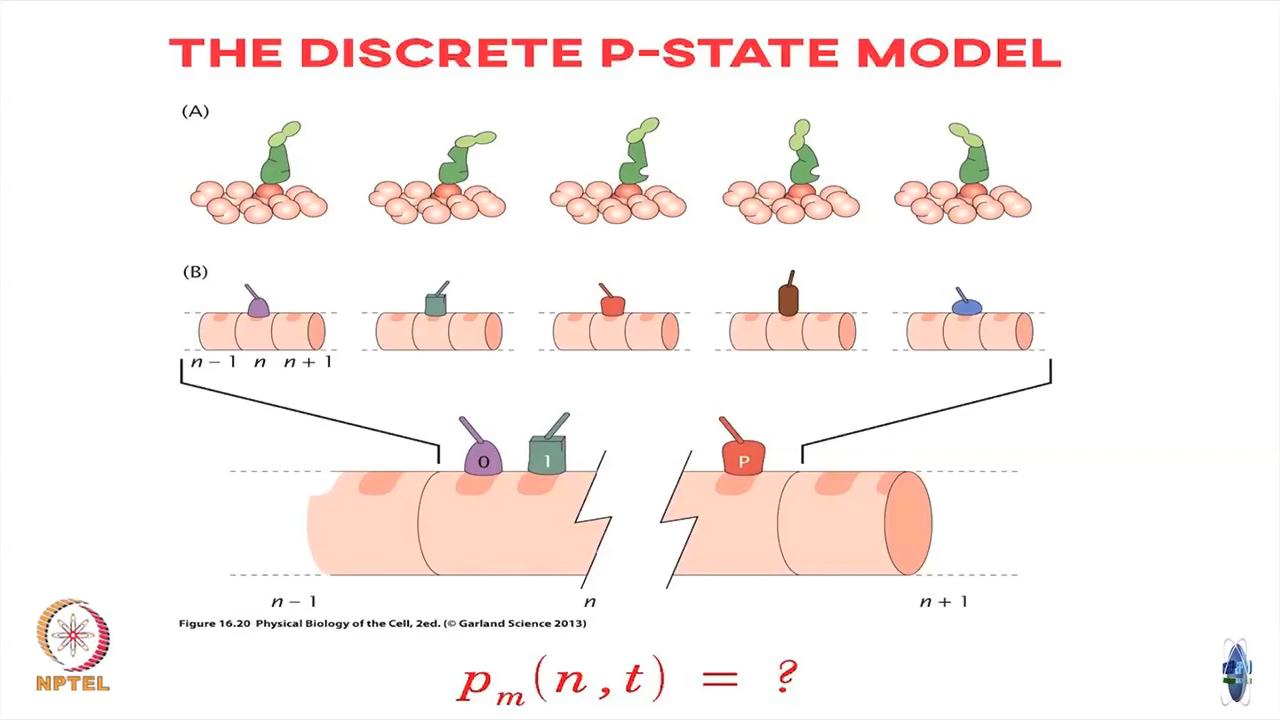 THE DISCRETE P-STATE MODEL
(A)
(B)
n − 1 n n + 1
0 1 P
n − 1 n n + 1
Figure 16.20 Physical Biology of the Cell, 2ed. (© Garland Science 2013)
NPTEL
p_m(n,t) = ?